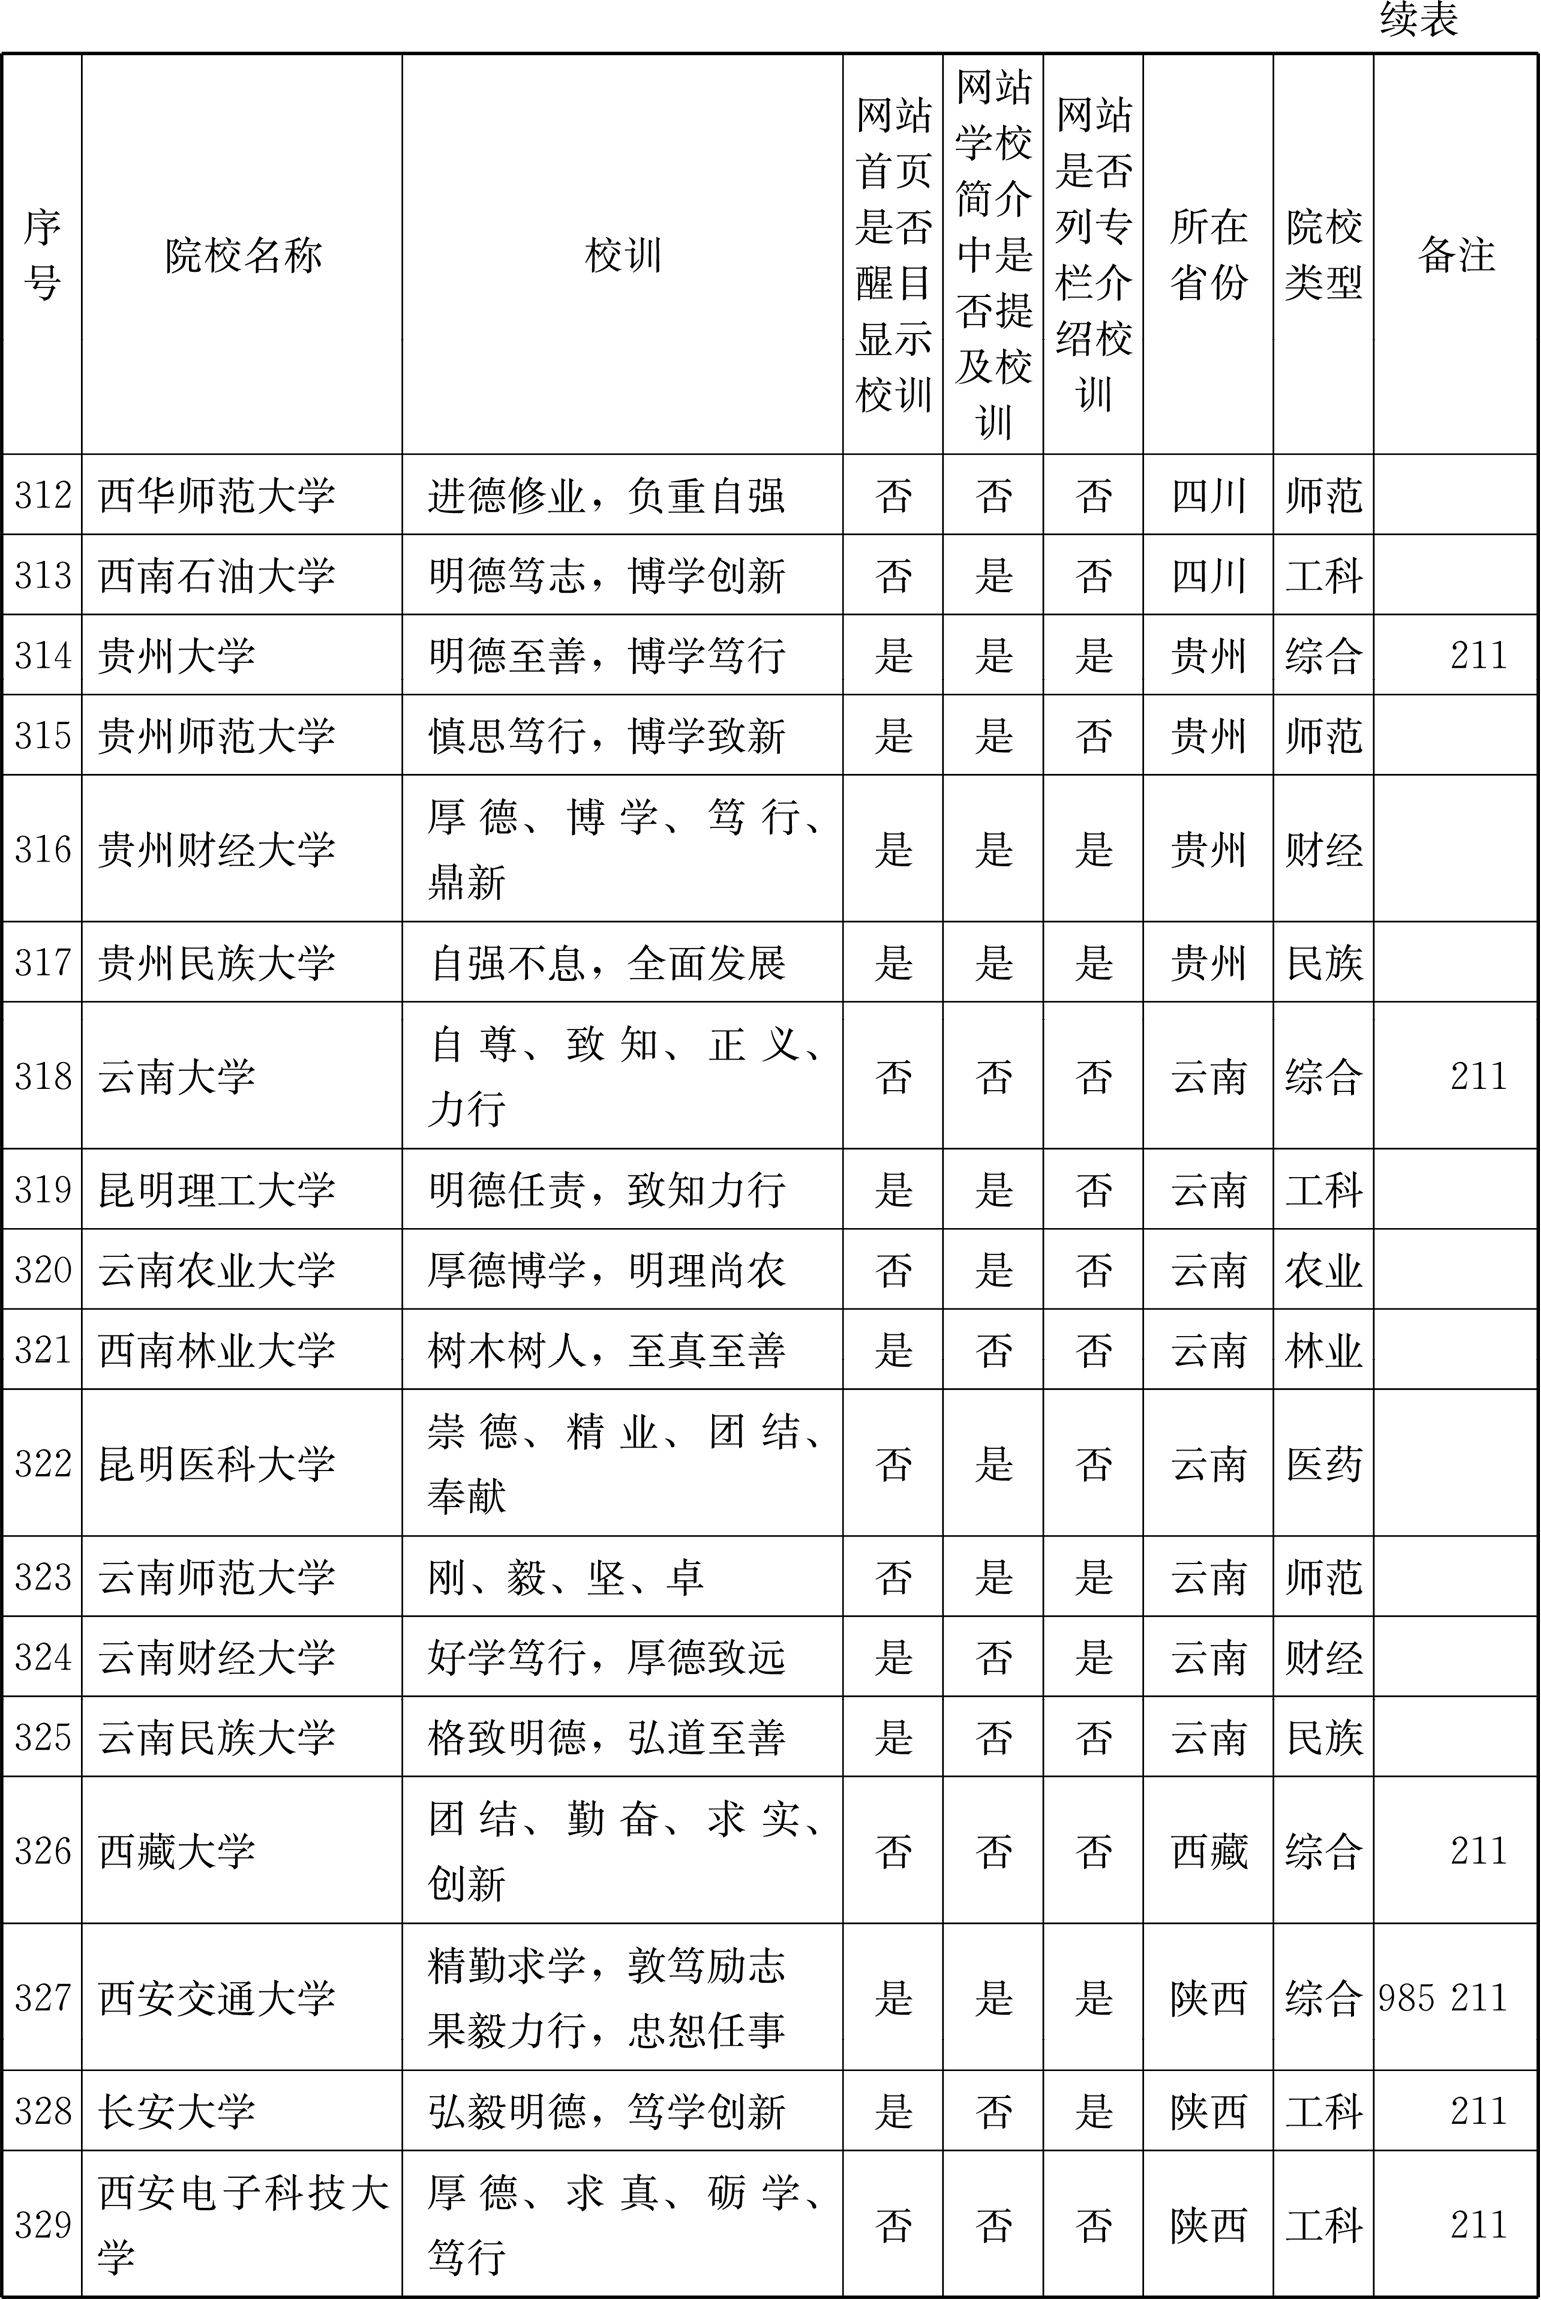 续表
序号 院校名称 校训 网站首页是否醒目显示校训 网站学校简介中是否提及校训 网站是否列专栏介绍校训 所在省份 院校类型 备注
312 西华师范大学 进德修业，负重自强 否 否 否 四川 师范
313 西南石油大学 明德笃志，博学创新 否 是 否 四川 工科
314 贵州大学 明德至善，博学笃行 是 是 是 贵州 综合 211
315 贵州师范大学 慎思笃行，博学致新 是 是 否 贵州 师范
316 贵州财经大学 厚德、博学、笃行、鼎新 是 是 是 贵州 财经
317 贵州民族大学 自强不息，全面发展 是 是 是 贵州 民族
318 云南大学 自尊、致知、正义、力行 否 否 否 云南 综合 211
319 昆明理工大学 明德任责，致知力行 是 是 否 云南 工科
320 云南农业大学 厚德博学，明理尚农 否 是 否 云南 农业
321 西南林业大学 树木树人，至真至善 是 否 否 云南 林业
322 昆明医科大学 崇德、精业、团结、奉献 否 是 否 云南 医药
323 云南师范大学 刚、毅、坚、卓 否 是 是 云南 师范
324 云南财经大学 好学笃行，厚德致远 是 否 是 云南 财经
325 云南民族大学 格致明德，弘道至善 是 否 否 云南 民族
326 西藏大学 团结、勤奋、求实、创新 否 否 否 西藏 综合 211
327 西安交通大学 精勤求学，敦笃励志 果毅力行，忠恕任事 是 是 是 陕西 综合 985 211
328 长安大学 弘毅明德，笃学创新 是 否 是 陕西 工科 211
329 西安电子科技大学 厚德、求真、砺学、笃行 否 否 否 陕西 工科 211